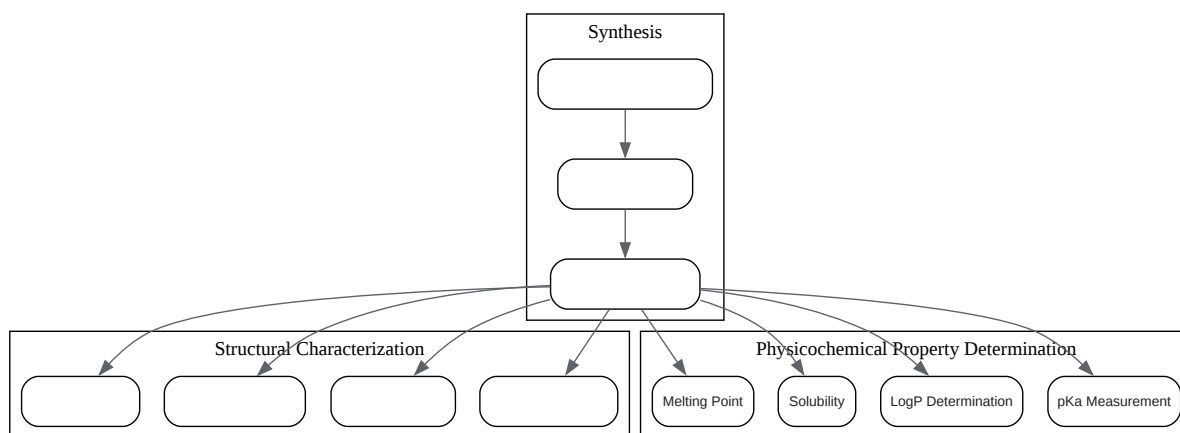 Synthesis
Structural Characterization
Physicochemical Property Determination
Melting Point
Solubility
LogP Determination
pKa Measurement